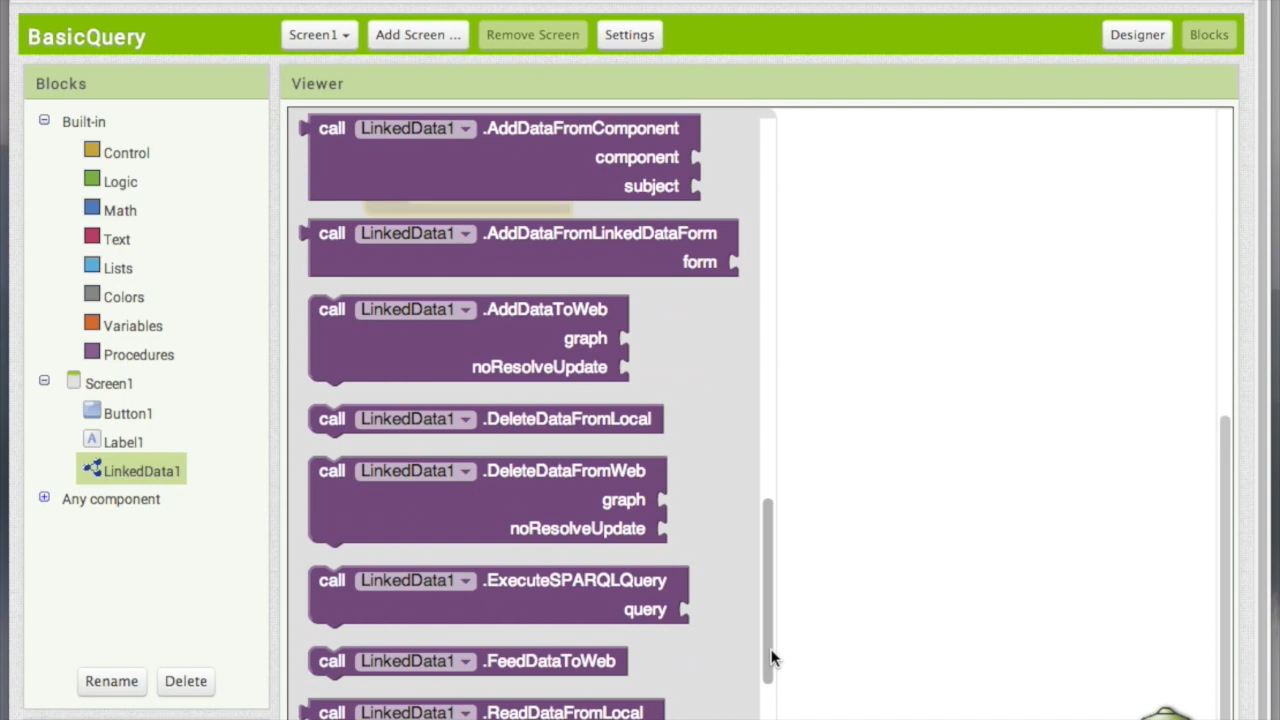 BasicQuery
Screen1
Add Screen ...
Remove Screen
Settings
Designer
Blocks
Blocks
Built-in
Control
Logic
Math
Text
Lists
Colors
Variables
Procedures
Screen1
Button1
A Label1
LinkedData1
Any component
Rename
Delete
Viewer
call LinkedData1 .AddDataFromComponent
component
subject
call LinkedData1 .AddDataFromLinkedDataForm
form
call LinkedData1 .AddDataToWeb
graph
noResolveUpdate
call LinkedData1 .DeleteDataFromLocal
call LinkedData1 .DeleteDataFromWeb
graph
noResolveUpdate
call LinkedData1 .ExecuteSPARQLQuery
query
call LinkedData1 .FeedDataToWeb
call LinkedData1 .ReadDataFromLocal